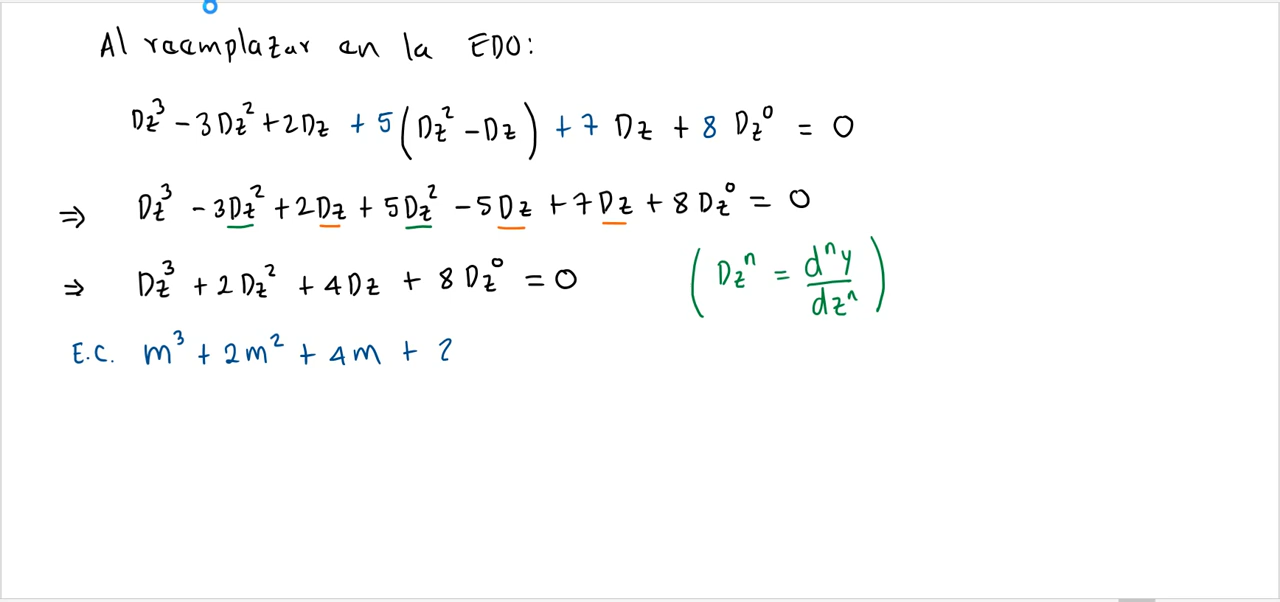 Al reemplazar en la EDO:
Dz³ - 3Dz² + 2Dz + 5(Dz² - Dz) + 7 Dz + 8 Dz⁰ = 0
⇒ Dz³ - 3Dz² + 2Dz + 5Dz² - 5Dz + 7Dz + 8Dz⁰ = 0
⇒ Dz³ + 2Dz² + 4Dz + 8Dz⁰ = 0 (Dzⁿ = dⁿy/dzⁿ)
E.C. m³ + 2m² + 4m + 2